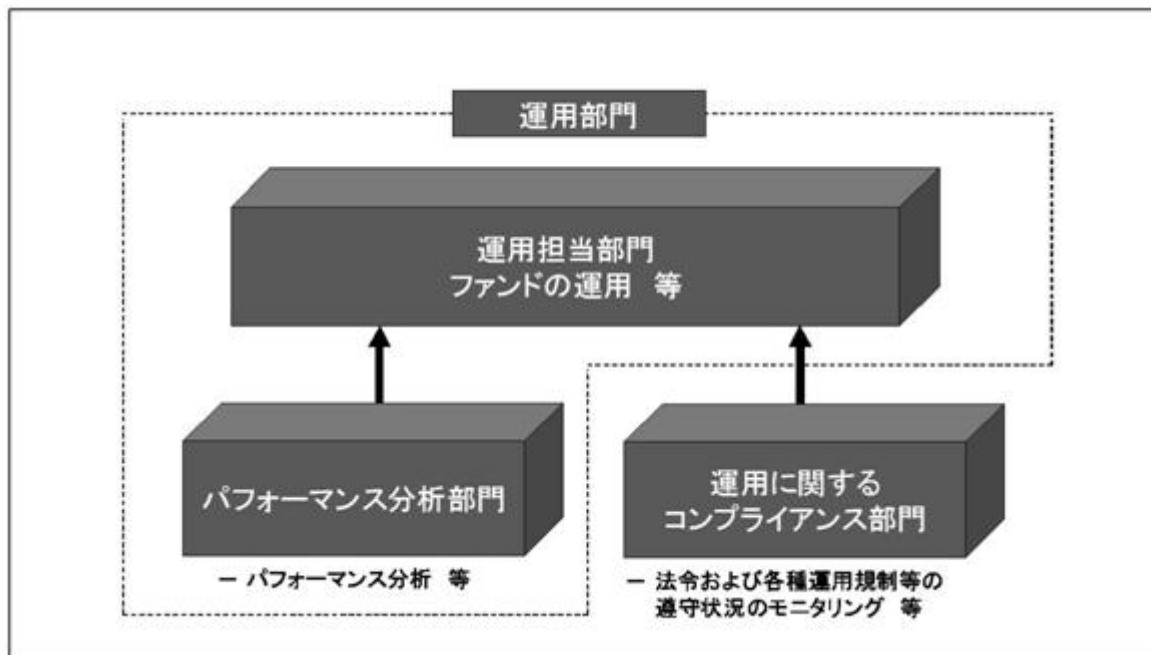 運用部門
運用担当部門
ファンドの運用 等
パフォーマンス分析部門
ー パフォーマンス分析 等
運用に関する
コンプライアンス部門
ー 法令および各種運用規制等の
遵守状況のモニタリング 等